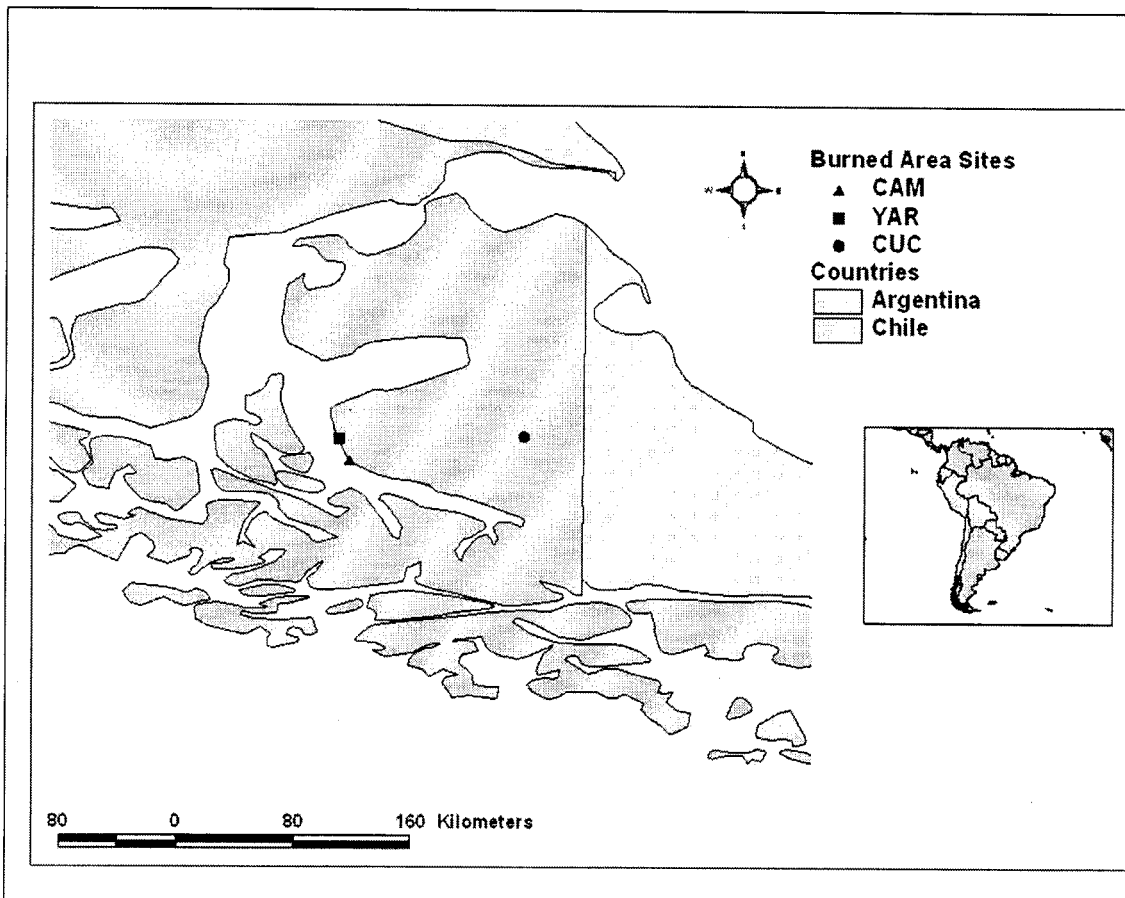 N
W
E
S
Burned Area Sites
CAM
YAR
CUC
Countries
Argentina
Chile
80 0 80 160 Kilometers